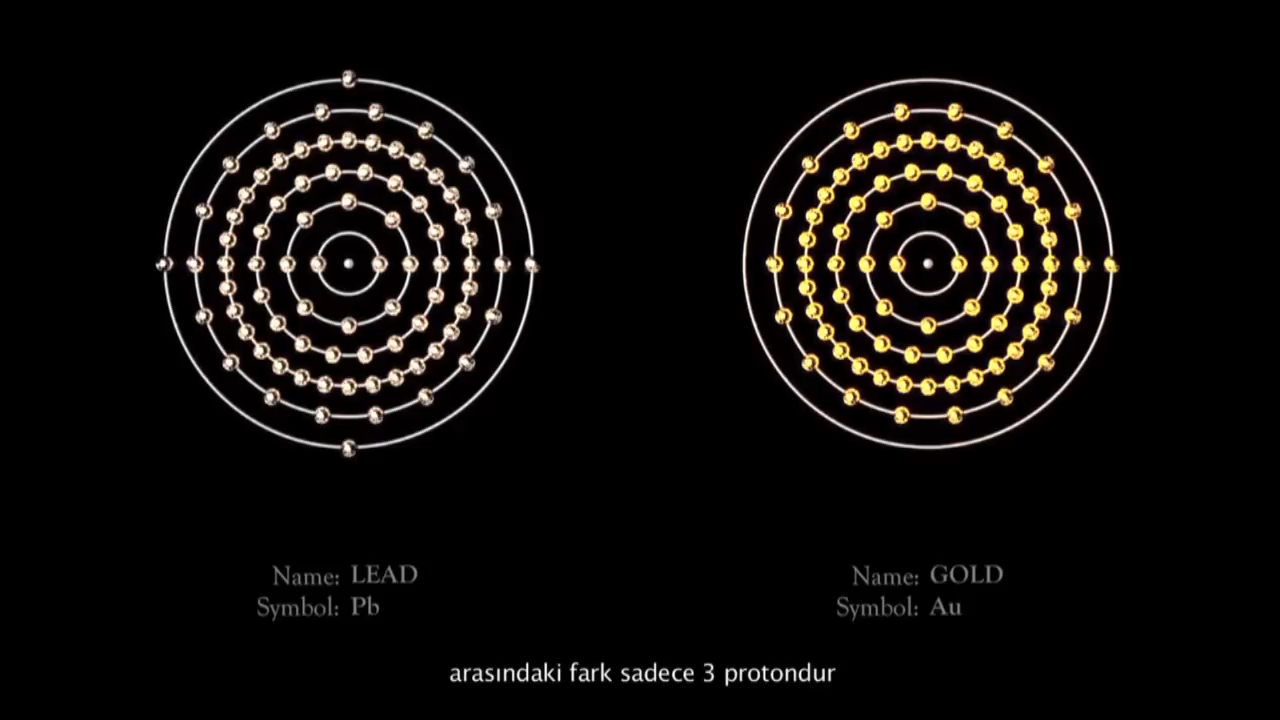 Name: LEAD
Symbol: Pb
Name: GOLD
Symbol: Au
arasındaki fark sadece 3 protondur